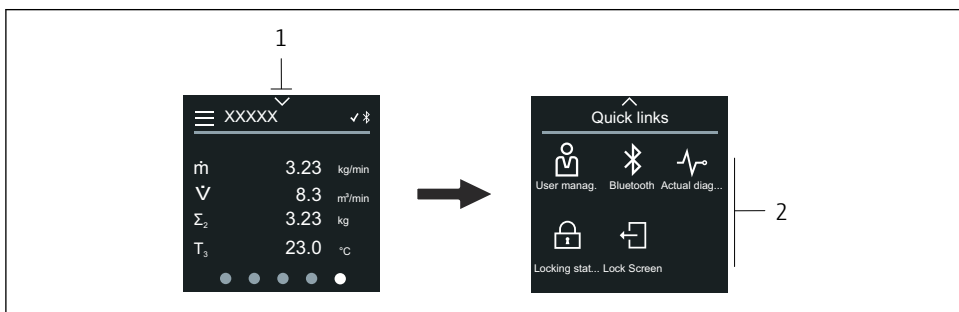 1
XXXXX
ṁ 3.23 kg/min
V̇ 8.3 m³/min
Σ₂ 3.23 kg
T₃ 23.0 °C
Quick links
User manag. Bluetooth Actual diag...
Locking stat... Lock Screen
2